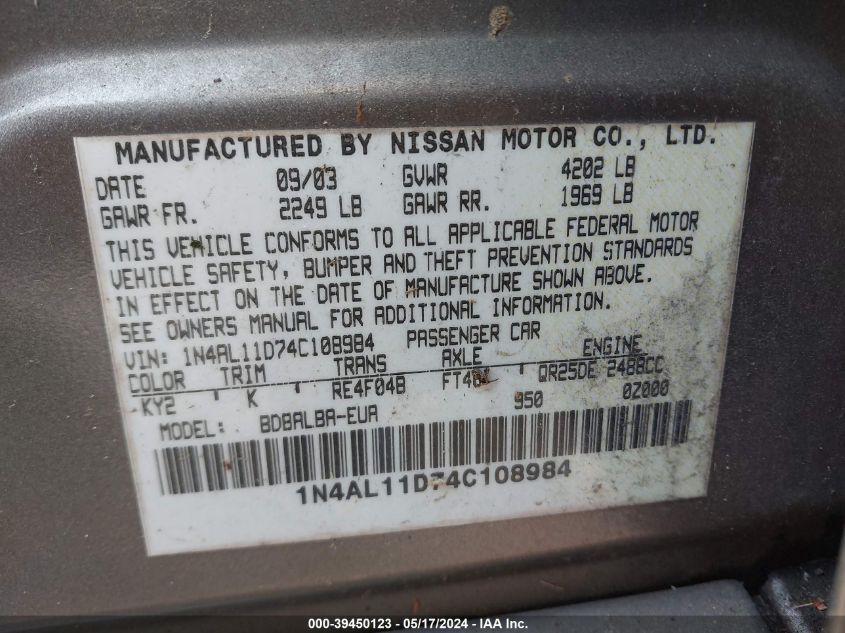 MANUFACTURED BY NISSAN MOTOR CO., LTD.
DATE 09/03 GVWR 4202 LB
GAWR FR. 2249 LB GAWR RR. 1969 LB
THIS VEHICLE CONFORMS TO ALL APPLICABLE FEDERAL MOTOR
VEHICLE SAFETY, BUMPER AND THEFT PREVENTION STANDARDS
IN EFFECT ON THE DATE OF MANUFACTURE SHOWN ABOVE.
SEE OWNERS MANUAL FOR ADDITIONAL INFORMATION.
VIN: 1N4AL11D74C108984 PASSENGER CAR
COLOR TRIM TRANS AXLE ENGINE
KY2 K RE4F04B QR25DE 2488CC
MODEL: BDBALBA-EUA 950 0Z000
1N4AL11D74C108984
000-39450123 — 05/17/2024 — IAA Inc.